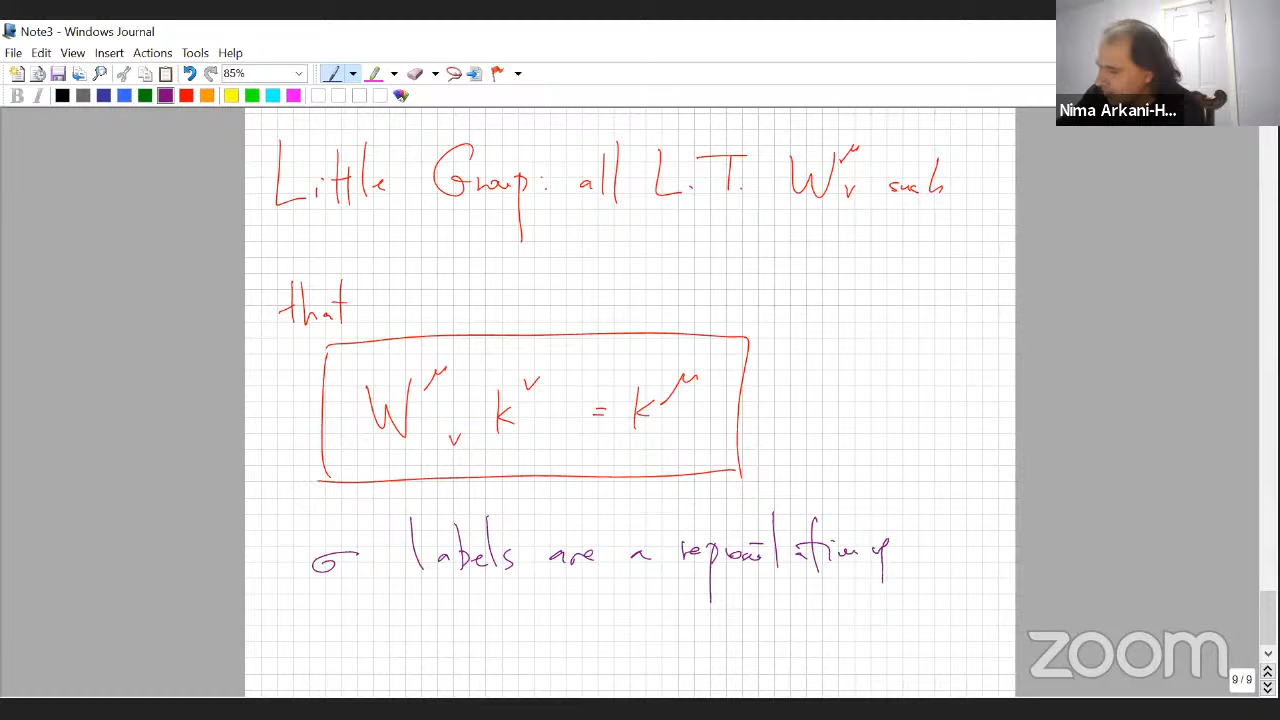 Note3 - Windows Journal
File Edit View Insert Actions Tools Help
85%
B I
Nima Arkani-H...
Little Group: all L.T. W^μ_ν such
that
W^μ_ν k^ν = k^μ
σ labels are a representation of
zoom
9 / 9